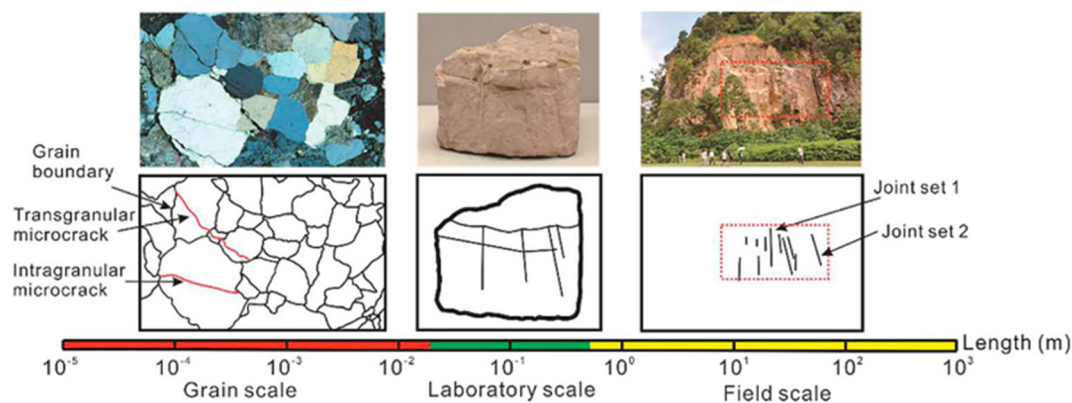 Grain
boundary
Transgranular
microcrack
Intragranular
microcrack
Joint set 1
Joint set 2
Length (m)
10⁻⁵ 10⁻⁴ 10⁻³ 10⁻² 10⁻¹ 10⁰ 10¹ 10² 10³
Grain scale Laboratory scale Field scale